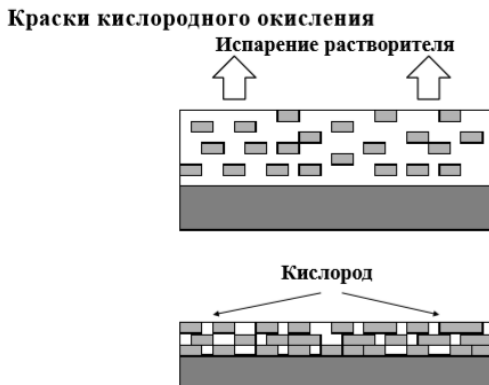 Краски кислородного окисления
Испарение растворителя
Кислород